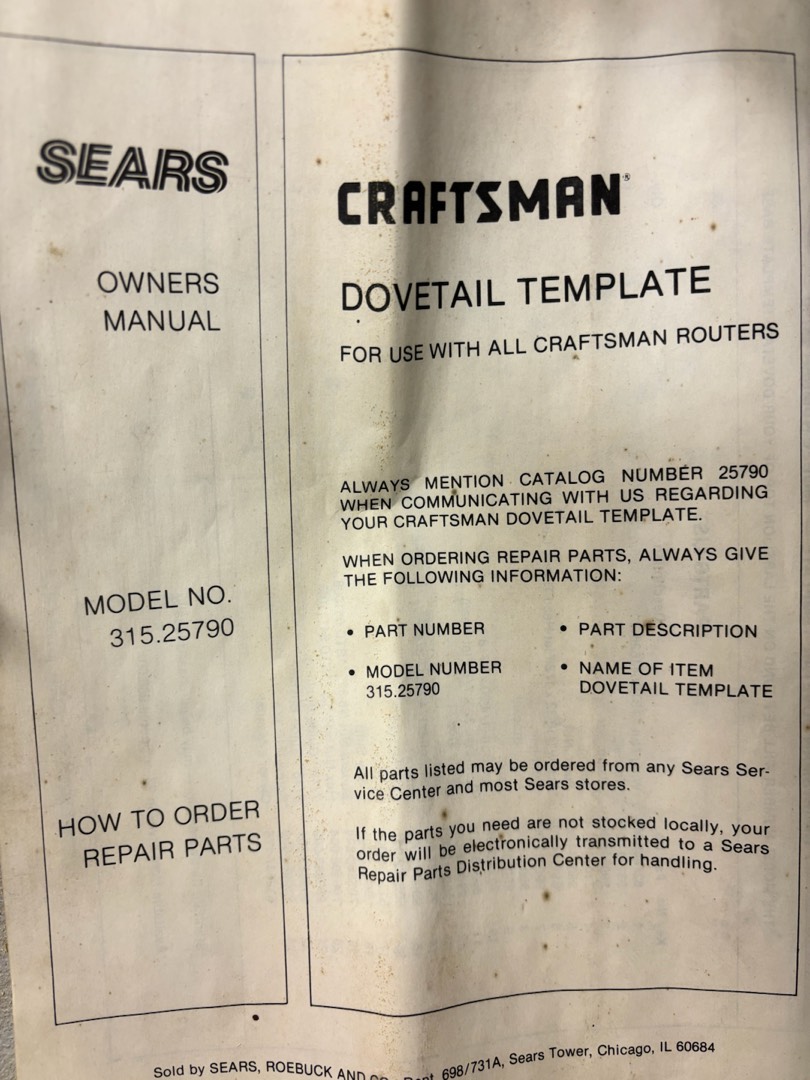 SEARS
OWNERS
MANUAL
MODEL NO.
315.25790
HOW TO ORDER
REPAIR PARTS
CRAFTSMAN®
DOVETAIL TEMPLATE
FOR USE WITH ALL CRAFTSMAN ROUTERS
ALWAYS MENTION CATALOG NUMBER 25790
WHEN COMMUNICATING WITH US REGARDING
YOUR CRAFTSMAN DOVETAIL TEMPLATE.
WHEN ORDERING REPAIR PARTS, ALWAYS GIVE
THE FOLLOWING INFORMATION:
• PART NUMBER • PART DESCRIPTION
• MODEL NUMBER • NAME OF ITEM
315.25790 DOVETAIL TEMPLATE
All parts listed may be ordered from any Sears Ser-
vice Center and most Sears stores.
If the parts you need are not stocked locally, your
order will be electronically transmitted to a Sears
Repair Parts Distribution Center for handling.
Sold by SEARS, ROEBUCK AND 698/731A, Sears Tower, Chicago, IL 60684